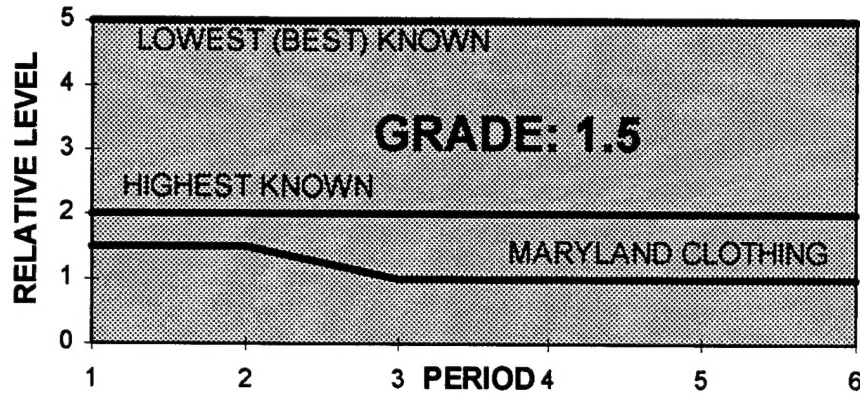 5
LOWEST (BEST) KNOWN
4
RELATIVE LEVEL
3
GRADE: 1.5
HIGHEST KNOWN
2
MARYLAND CLOTHING
1
0
1 2 3 PERIOD 4 5 6